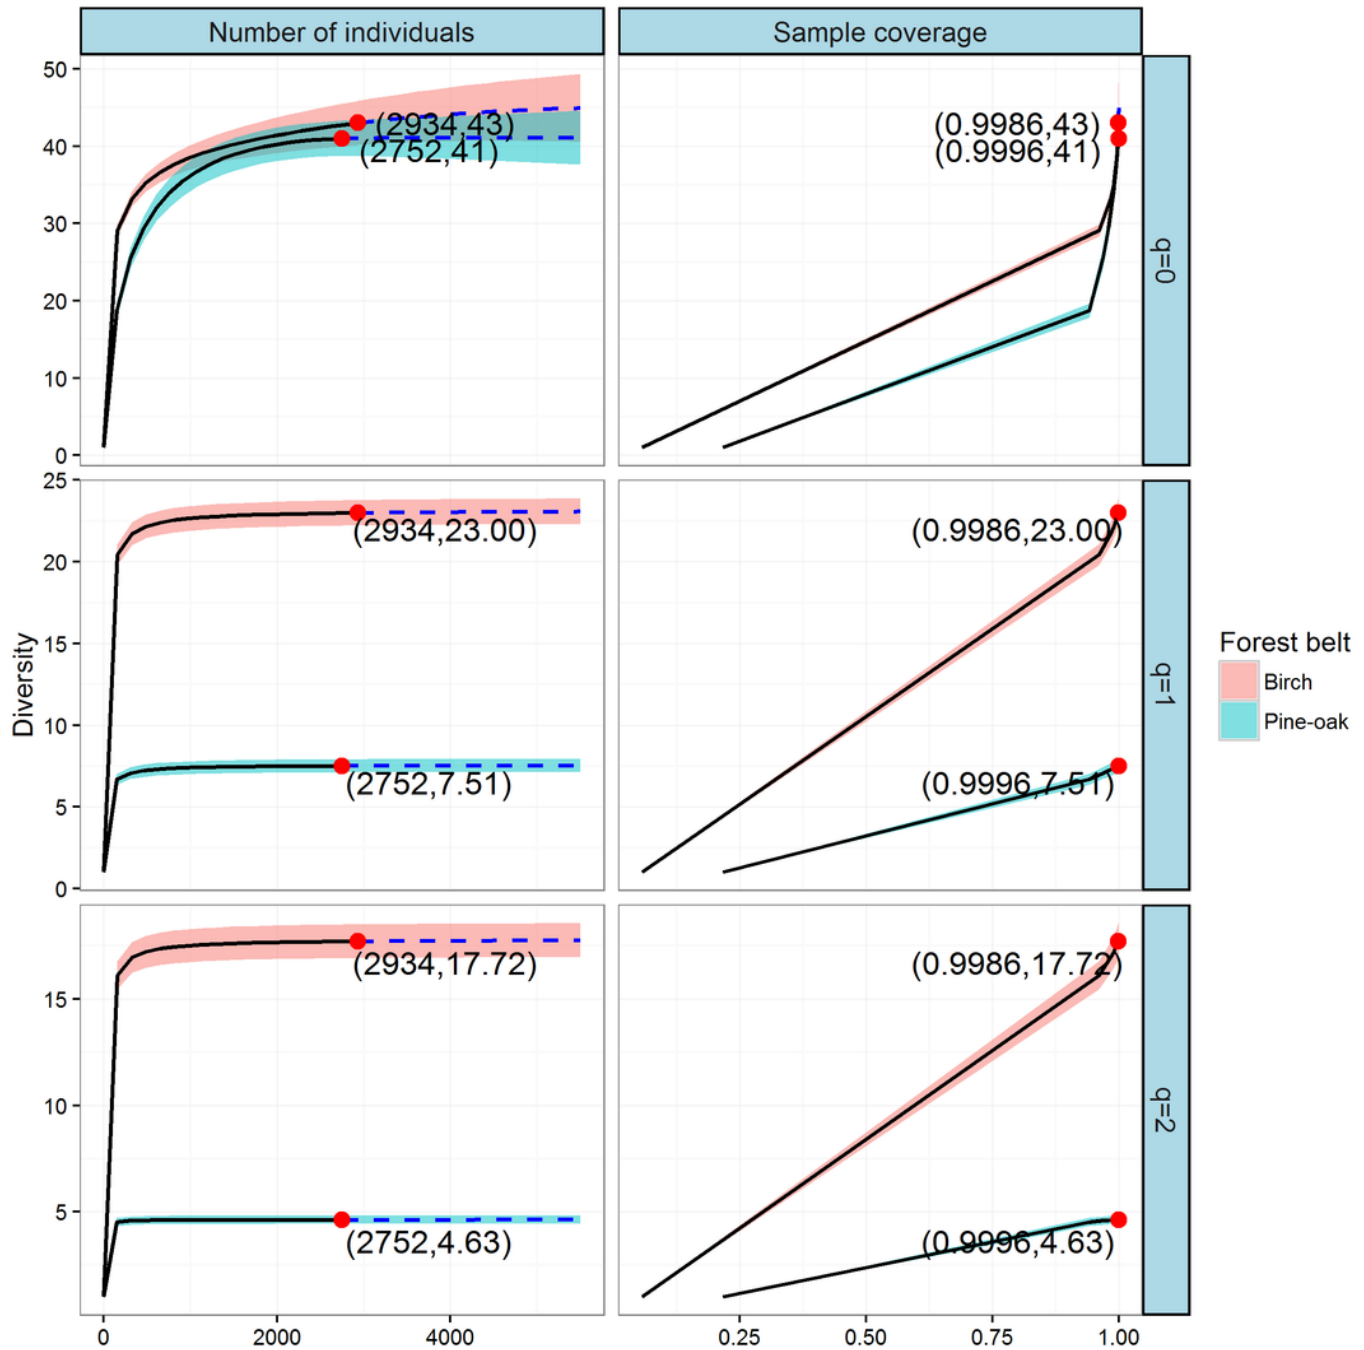 Number of individuals
Sample coverage
50
40
30
20
10
0
(2934,43)
(2752,41)
(0.9986,43)
(0.9996,41)
q=0
Diversity
25
20
15
10
5
0
(2934,23.00)
(2752,7.51)
(0.9986,23.00)
(0.9996,7.51)
q=1
Forest belt
Birch
Pine-oak
15
10
5
(2934,17.72)
(2752,4.63)
(0.9986,17.72)
(0.9996,4.63)
q=2
0 2000 4000
0.25 0.50 0.75 1.00